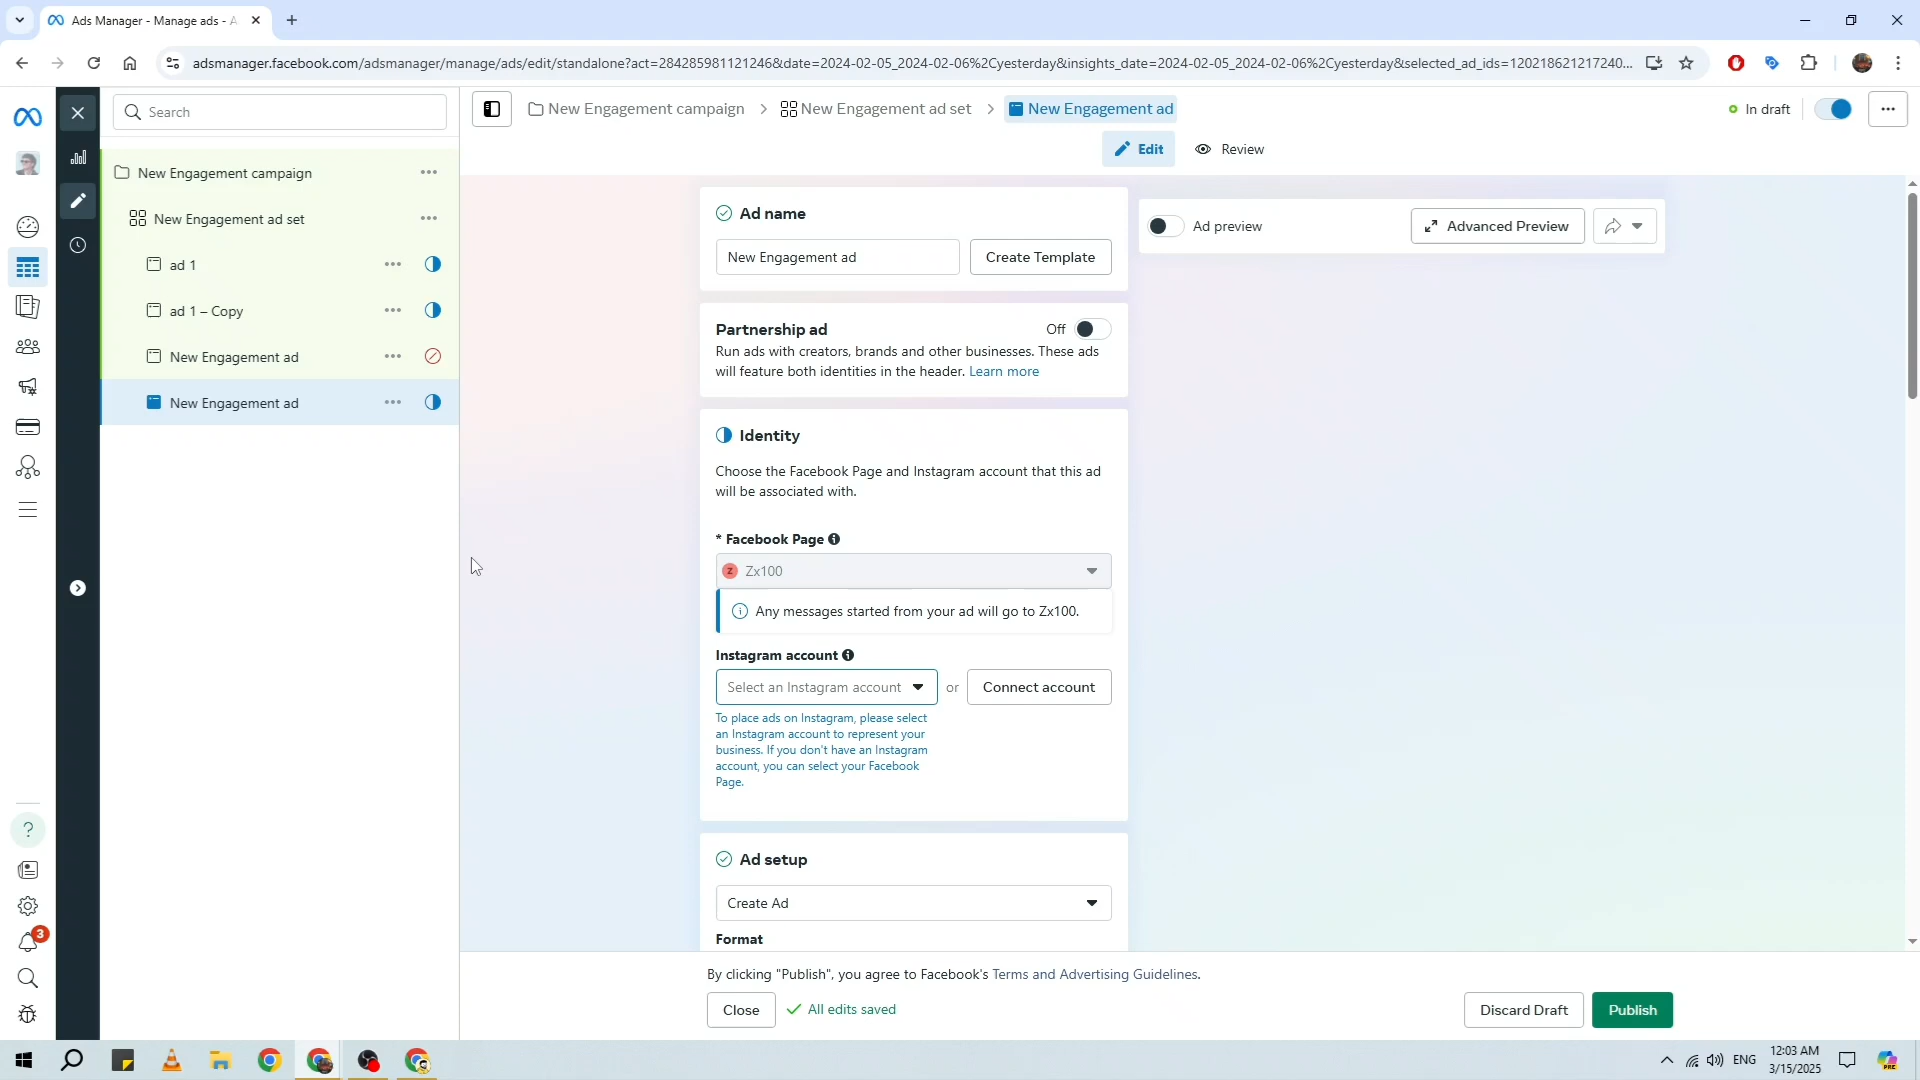 Ads Manager - Manage ads - A
adsmanager.facebook.com/adsmanager/manage/ads/edit/standalone?act=284285981121246&date=2024-02-05_2024-02-06%2Cyesterday&insights_date=2024-02-05_2024-02-06%2Cyesterday&selected_ad_ids=120218621217240...
Search
New Engagement campaign
New Engagement ad set
New Engagement ad
In draft
Edit
Review
New Engagement campaign
New Engagement ad set
ad 1
ad 1 – Copy
New Engagement ad
New Engagement ad
Ad name
New Engagement ad
Create Template
Ad preview
Advanced Preview
Partnership ad
Off
Run ads with creators, brands and other businesses. These ads
will feature both identities in the header. Learn more
Identity
Choose the Facebook Page and Instagram account that this ad
will be associated with.
* Facebook Page
Z Zx100
Any messages started from your ad will go to Zx100.
Instagram account
Select an Instagram account
or
Connect account
To place ads on Instagram, please select
an Instagram account to represent your
business. If you don't have an Instagram
account, you can select your Facebook
Page.
Ad setup
Create Ad
Format
By clicking "Publish", you agree to Facebook's Terms and Advertising Guidelines.
Close
All edits saved
Discard Draft
Publish
3
ENG
12:03 AM
3/15/2025
PRE